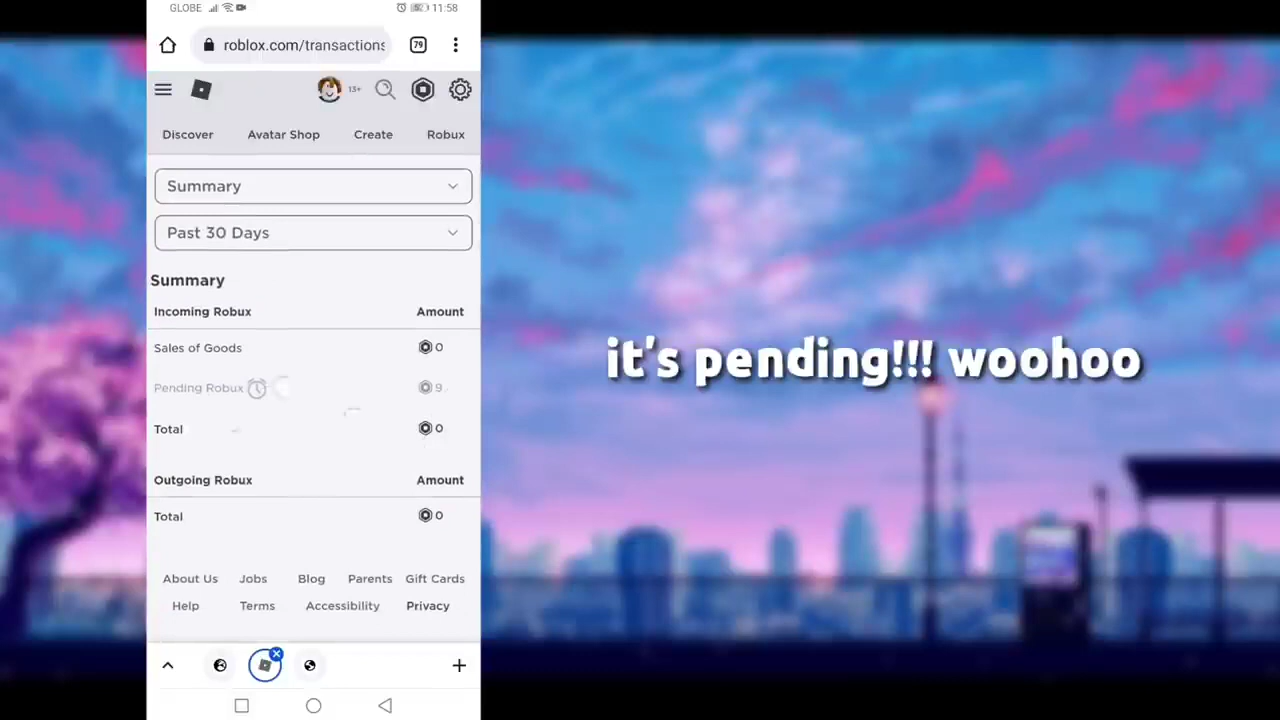 GLOBE 11:58
roblox.com/transactions 79
13+
Discover Avatar Shop Create Robux
Summary
Past 30 Days
Summary
Incoming Robux Amount
Sales of Goods 0
Pending Robux 9
Total 0
Outgoing Robux Amount
Total 0
About Us Jobs Blog Parents Gift Cards
Help Terms Accessibility Privacy
it's pending!!! woohoo